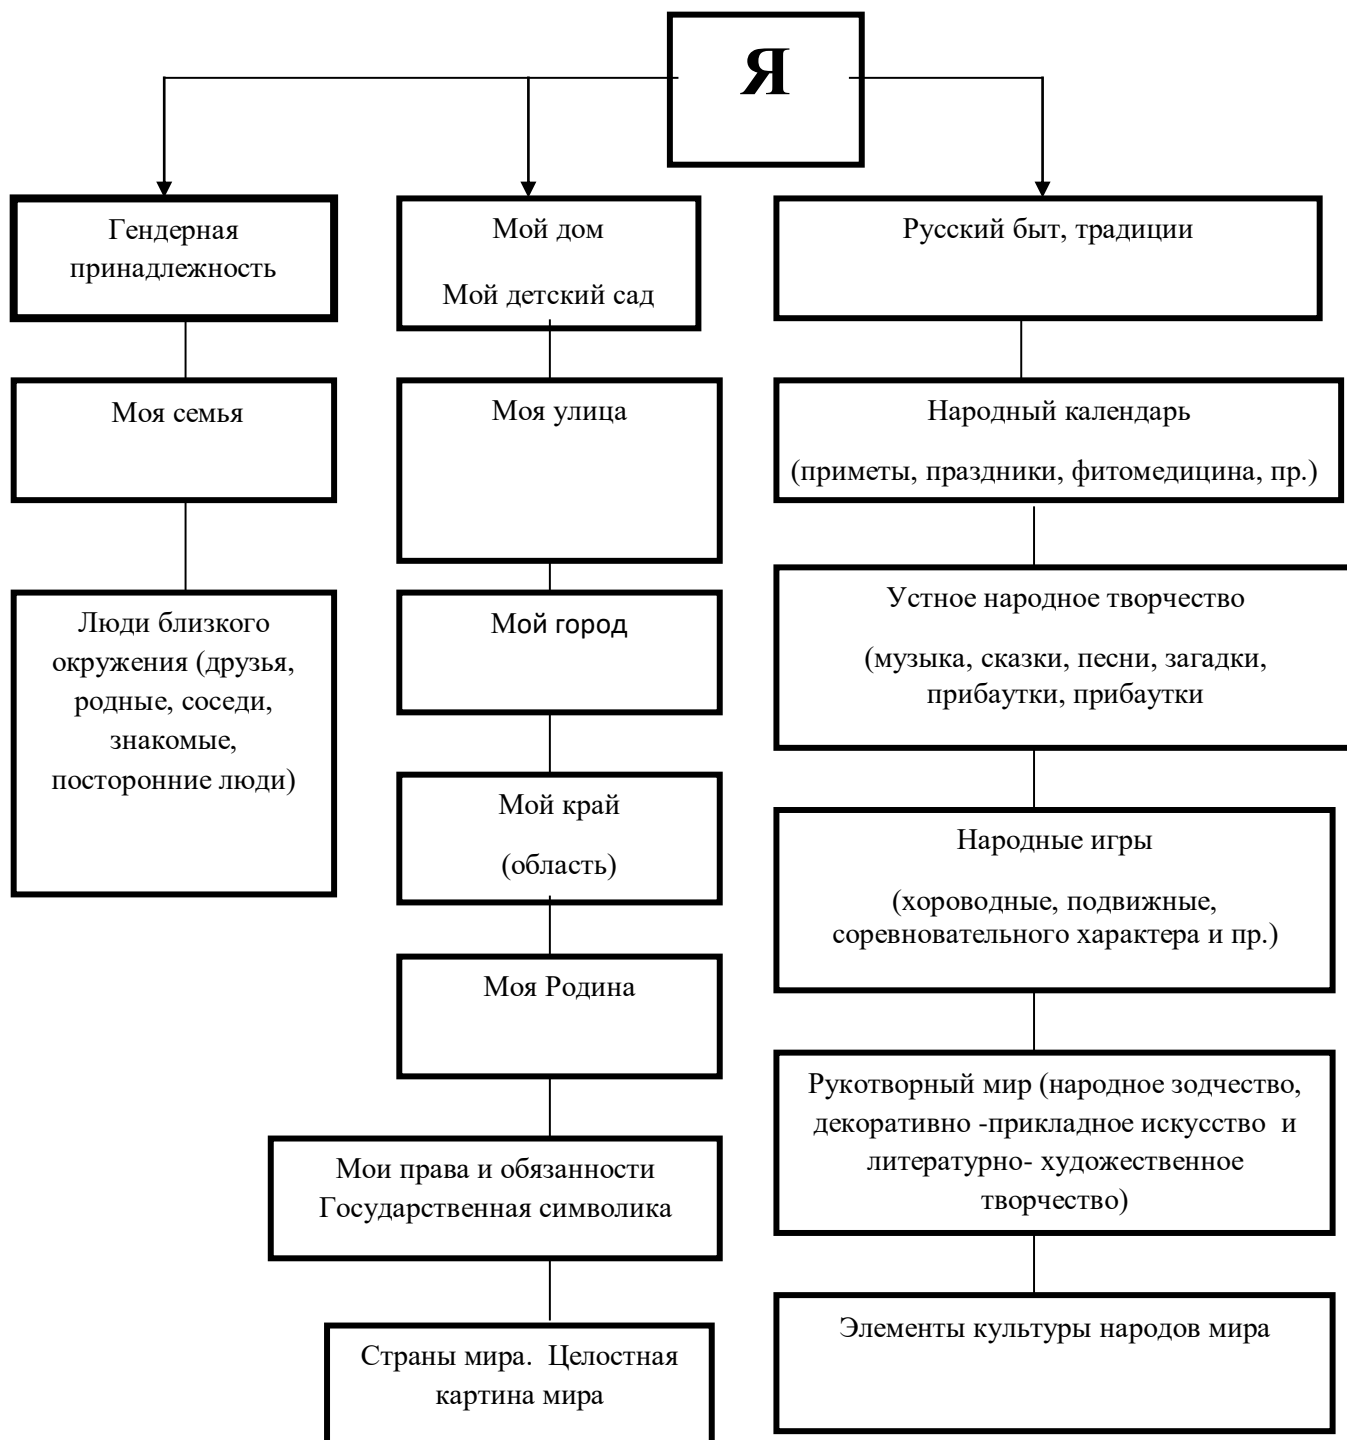 Я
Гендерная
принадлежность
Моя семья
Люди близкого
окружения (друзья,
родные, соседи,
знакомые,
посторонние люди)
Мой дом
Мой детский сад
Моя улица
Мой город
Мой край
(область)
Моя Родина
Мои права и обязанности
Государственная символика
Страны мира.  Целостная
картина мира
Русский быт, традиции
Народный календарь
(приметы, праздники, фитомедицина, пр.)
Устное народное творчество
(музыка, сказки, песни, загадки,
прибаутки, прибаутки
Народные игры
(хороводные, подвижные,
соревновательного характера и пр.)
Рукотворный мир (народное зодчество,
декоративно -прикладное искусство  и
литературно- художественное
творчество)
Элементы культуры народов мира